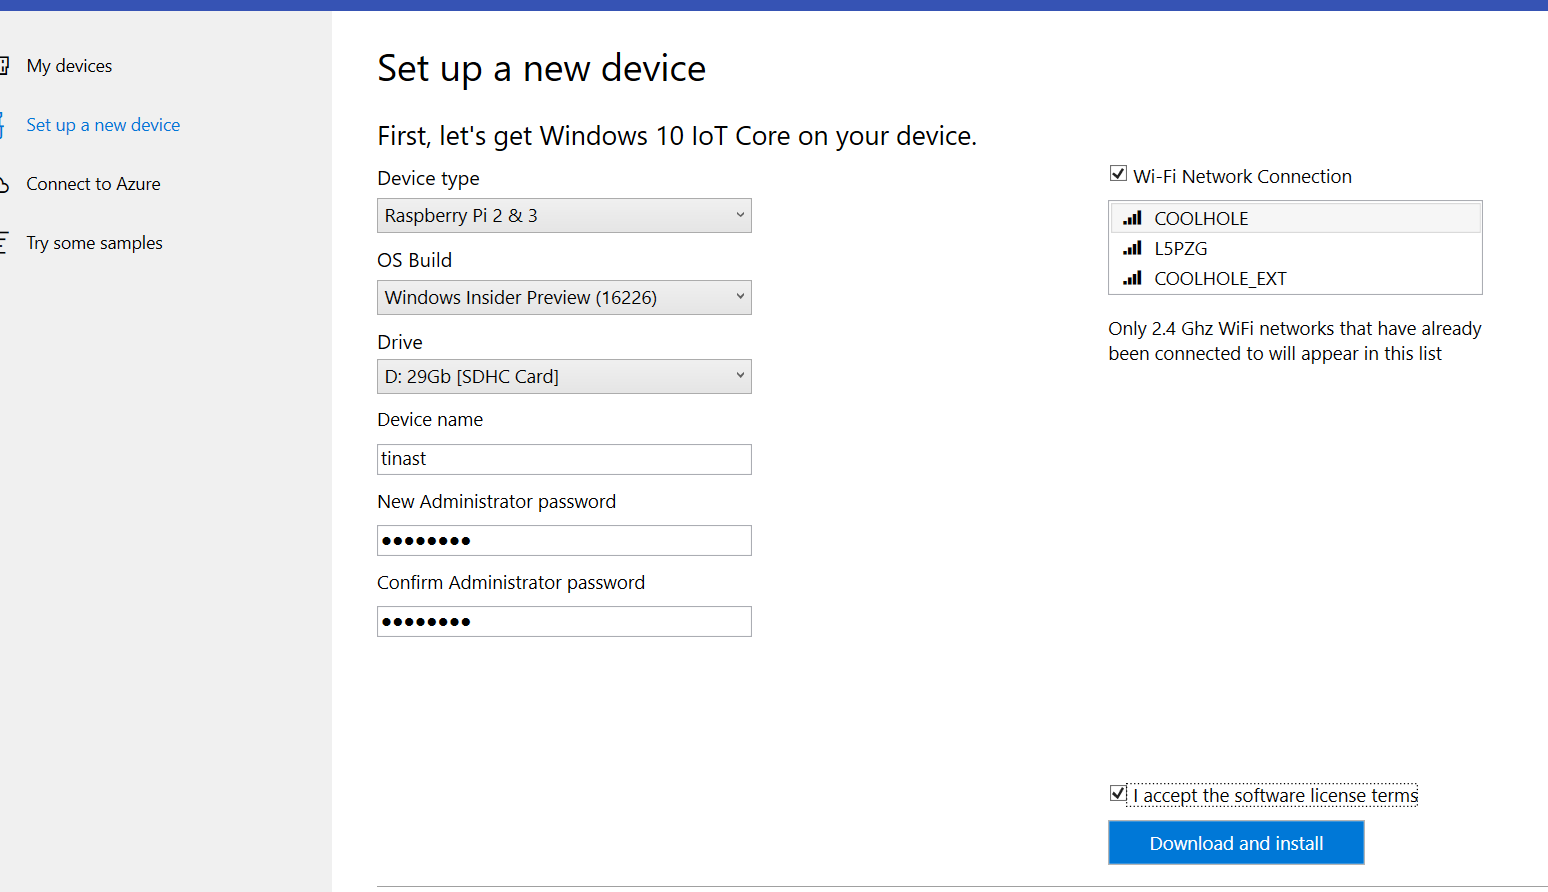 My devices
Set up a new device
Connect to Azure
Try some samples
Set up a new device
First, let's get Windows 10 IoT Core on your device.
Device type
Raspberry Pi 2 & 3
OS Build
Windows Insider Preview (16226)
Drive
D: 29Gb [SDHC Card]
Device name
tinast
New Administrator password
●●●●●●●●
Confirm Administrator password
●●●●●●●●
Wi-Fi Network Connection
COOLHOLE
L5PZG
COOLHOLE_EXT
Only 2.4 Ghz WiFi networks that have already
been connected to will appear in this list
I accept the software license terms
Download and install